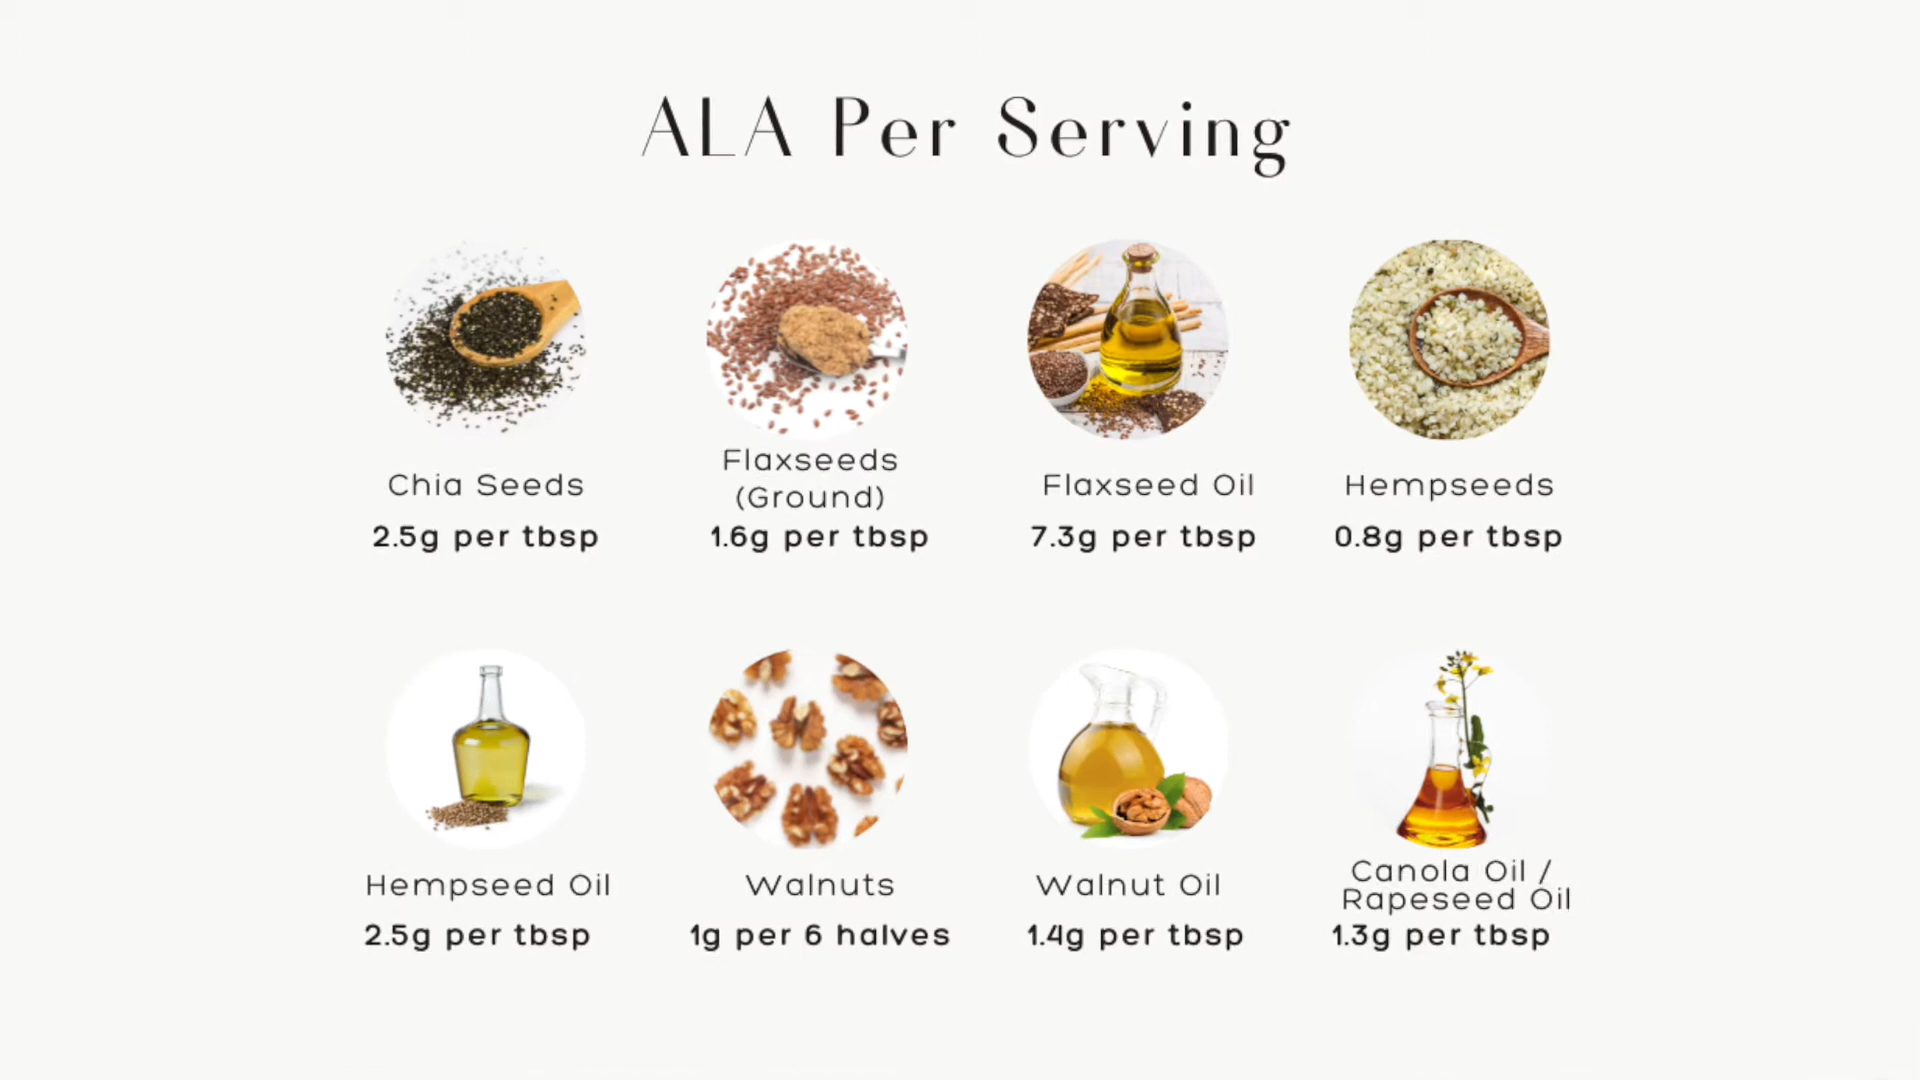 ALA Per Serving
Chia Seeds
2.5g per tbsp
Flaxseeds
(Ground)
1.6g per tbsp
Flaxseed Oil
7.3g per tbsp
Hempseeds
0.8g per tbsp
Hempseed Oil
2.5g per tbsp
Walnuts
1g per 6 halves
Walnut Oil
1.4g per tbsp
Canola Oil /
Rapeseed Oil
1.3g per tbsp